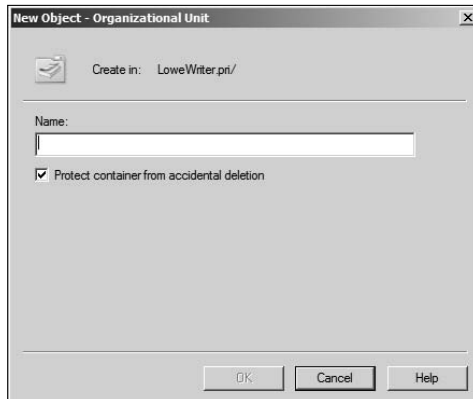 New Object - Organizational Unit
Create in: LoweWriter.pri/
Name:
Protect container from accidental deletion
OK Cancel Help